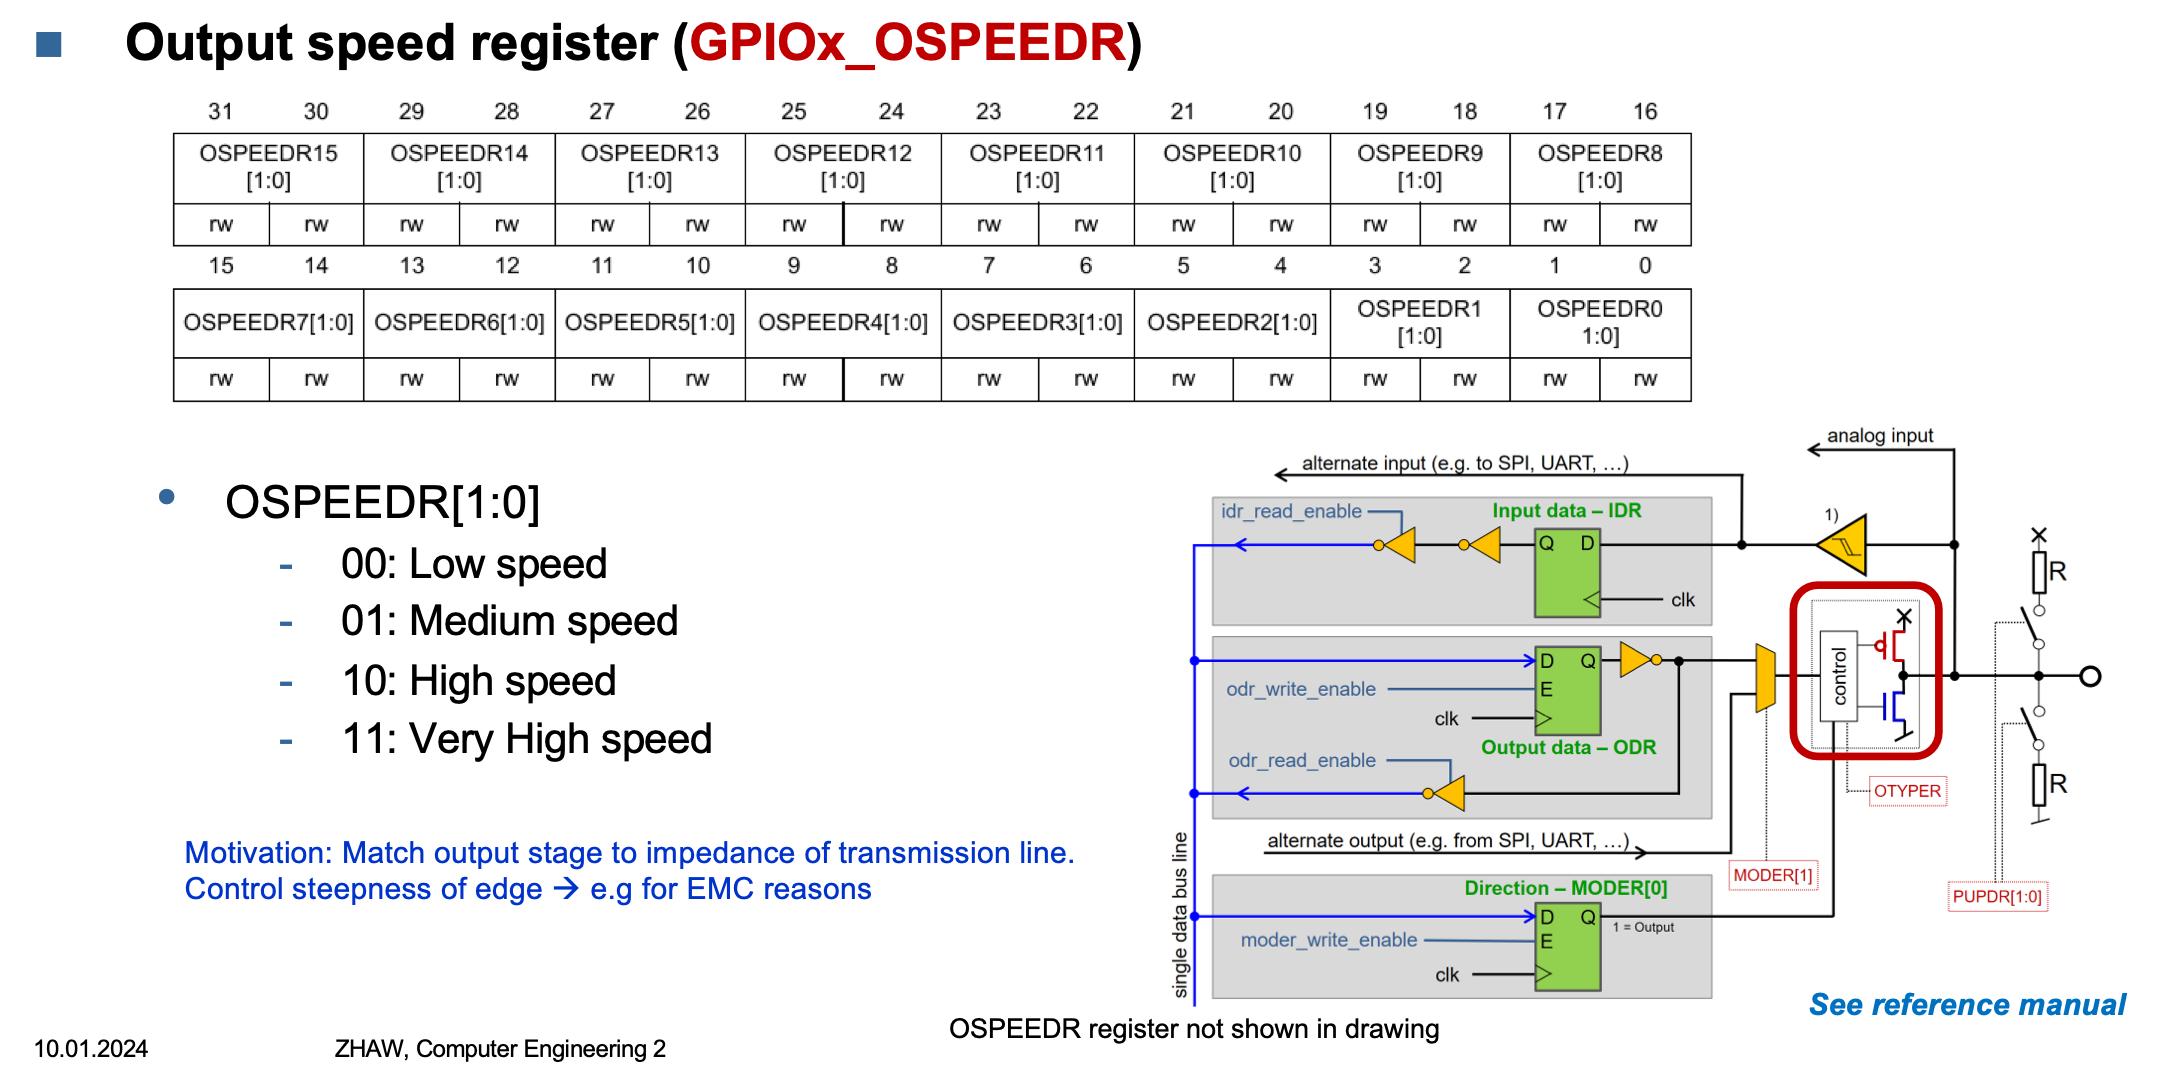 Output speed register (GPIOx_OSPEEDR)
31 30 29 28 27 26 25 24 23 22 21 20 19 18 17 16
OSPEEDR15 OSPEEDR14 OSPEEDR13 OSPEEDR12 OSPEEDR11 OSPEEDR10 OSPEEDR9 OSPEEDR8
[1:0] [1:0] [1:0] [1:0] [1:0] [1:0] [1:0] [1:0]
rw rw rw rw rw rw rw rw rw rw rw rw rw rw rw rw
15 14 13 12 11 10 9 8 7 6 5 4 3 2 1 0
OSPEEDR7[1:0] OSPEEDR6[1:0] OSPEEDR5[1:0] OSPEEDR4[1:0] OSPEEDR3[1:0] OSPEEDR2[1:0] OSPEEDR1 OSPEEDR0
[1:0] 1:0]
rw rw rw rw rw rw rw rw rw rw rw rw rw rw rw rw
• OSPEEDR[1:0]
- 00: Low speed
- 01: Medium speed
- 10: High speed
- 11: Very High speed
Motivation: Match output stage to impedance of transmission line.
Control steepness of edge → e.g for EMC reasons
analog input
alternate input (e.g. to SPI, UART, …)
idr_read_enable
Input data – IDR
1)
Q D
clk
R
D Q
odr_write_enable
E
clk
Output data – ODR
odr_read_enable
control
OTYPER
R
alternate output (e.g. from SPI, UART, …)
MODER[1]
PUPDR[1:0]
Direction – MODER[0]
D Q
1 = Output
moder_write_enable
E
clk
single data bus line
See reference manual
OSPEEDR register not shown in drawing
10.01.2024
ZHAW, Computer Engineering 2